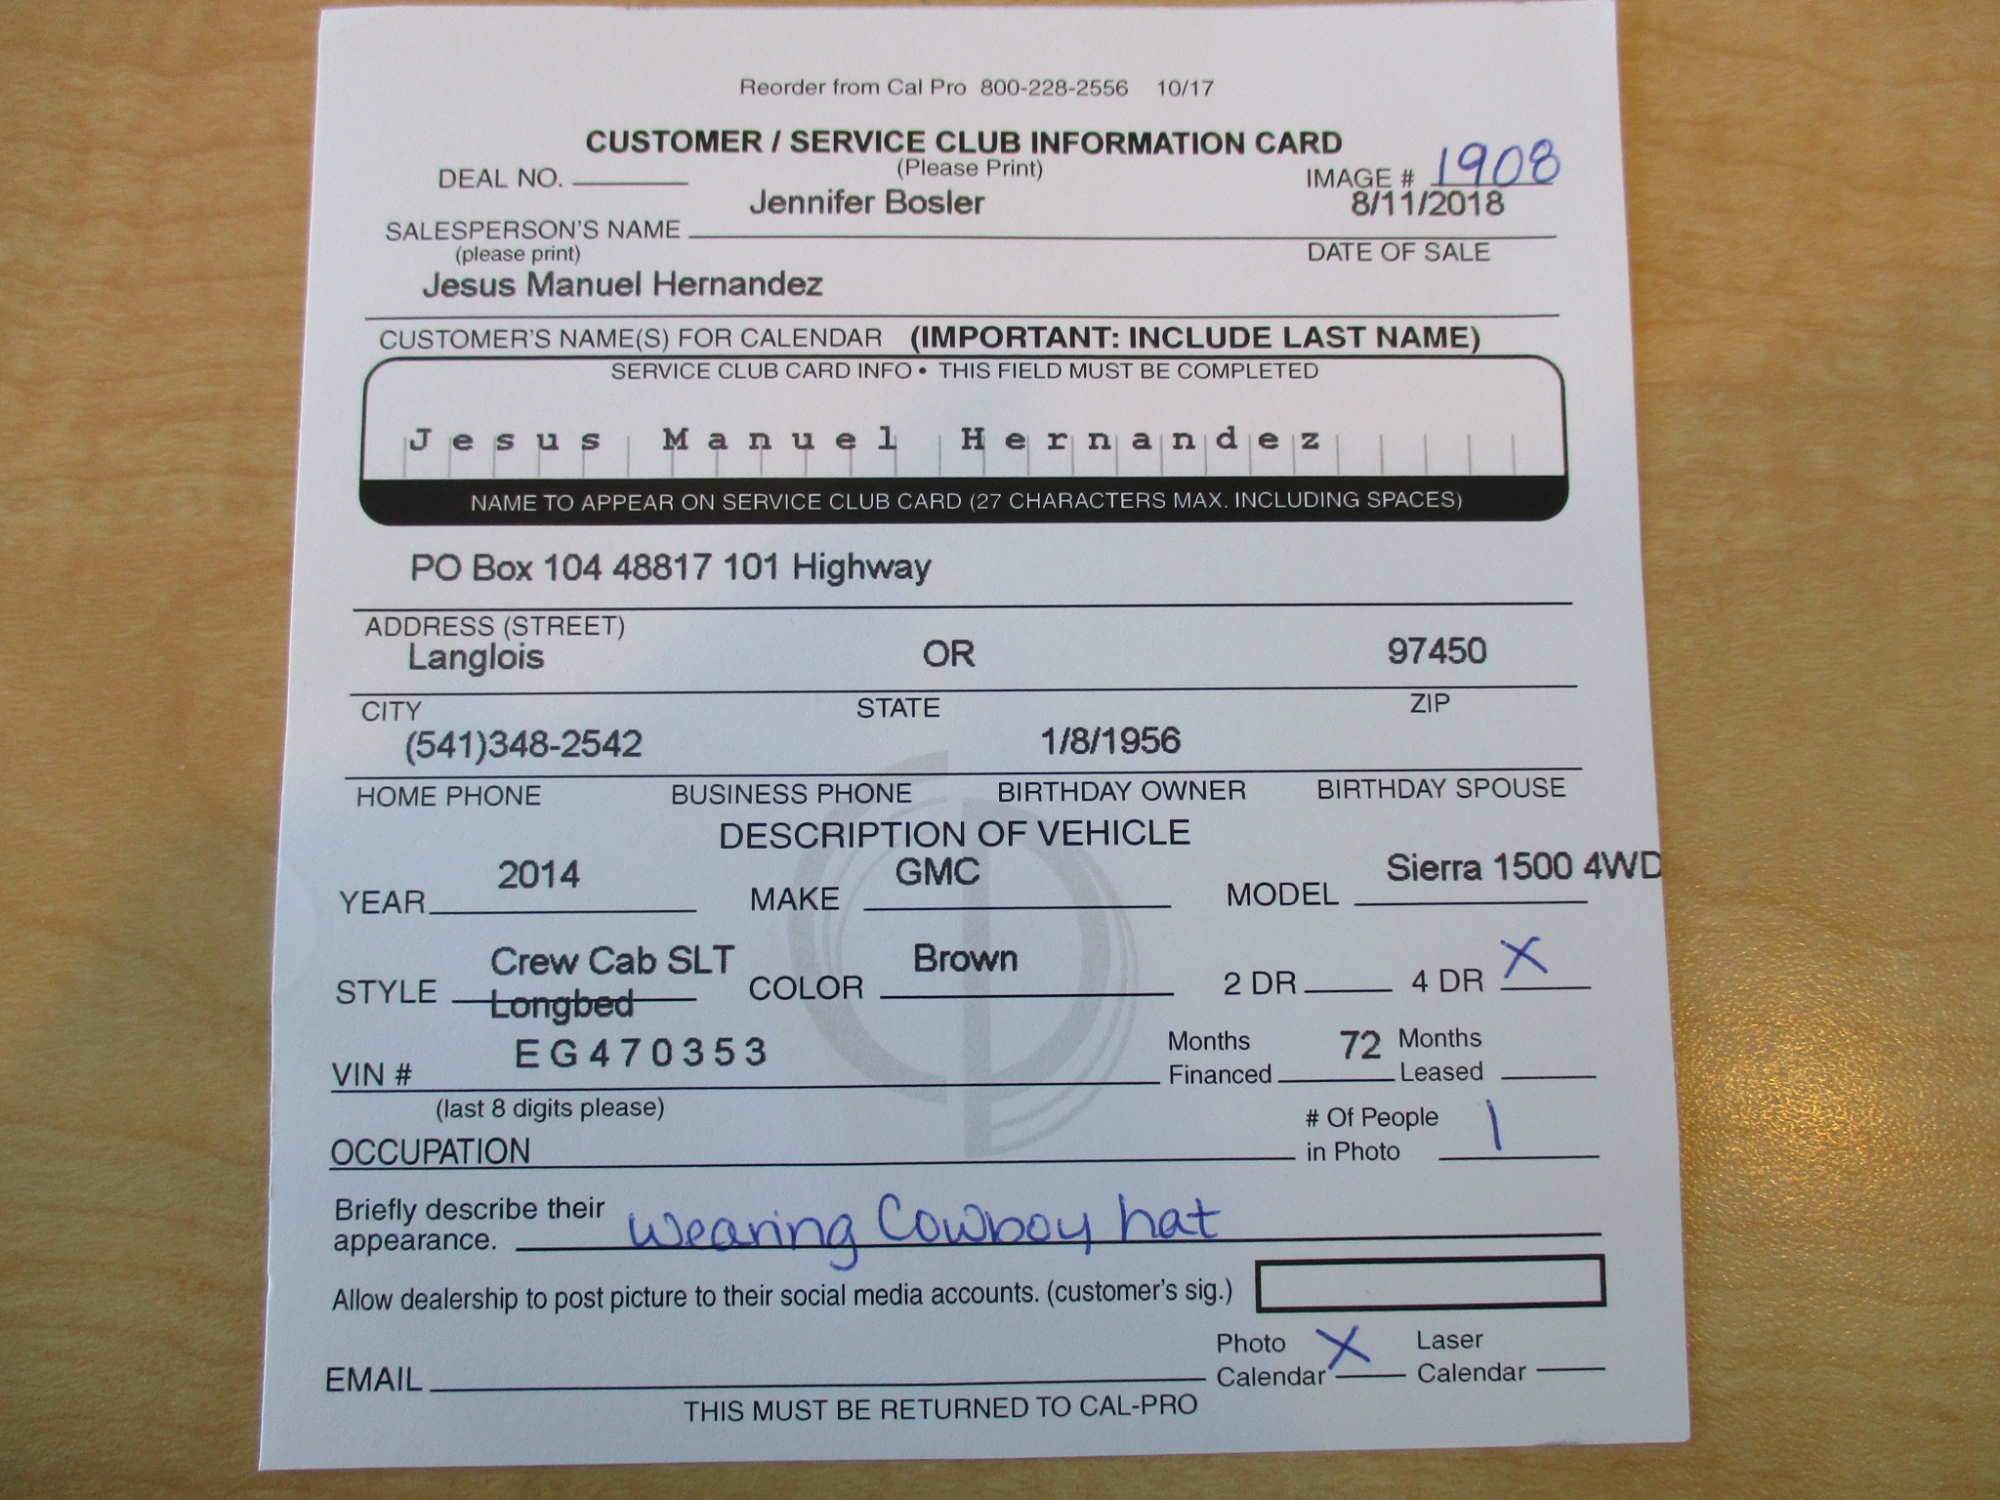 Reorder from Cal Pro 800-228-2556 10/17
CUSTOMER / SERVICE CLUB INFORMATION CARD
(Please Print)
DEAL NO. IMAGE # 1908
Jennifer Bosler 8/11/2018
SALESPERSON'S NAME
(please print) DATE OF SALE
Jesus Manuel Hernandez
CUSTOMER'S NAME(S) FOR CALENDAR (IMPORTANT: INCLUDE LAST NAME)
SERVICE CLUB CARD INFO • THIS FIELD MUST BE COMPLETED
Jesus Manuel Hernandez
NAME TO APPEAR ON SERVICE CLUB CARD (27 CHARACTERS MAX. INCLUDING SPACES)
PO Box 104 48817 101 Highway
ADDRESS (STREET)
Langlois OR 97450
CITY STATE ZIP
(541)348-2542 1/8/1956
HOME PHONE BUSINESS PHONE BIRTHDAY OWNER BIRTHDAY SPOUSE
DESCRIPTION OF VEHICLE
YEAR 2014 MAKE GMC MODEL Sierra 1500 4WD
STYLE Crew Cab SLT COLOR Brown 2 DR 4 DR X
Longbed
VIN # EG470353 Months Financed 72 Months Leased
(last 8 digits please)
OCCUPATION # Of People in Photo 1
Briefly describe their
appearance. wearing Cowboy hat
Allow dealership to post picture to their social media accounts. (customer's sig.)
EMAIL Photo Calendar X Laser Calendar
THIS MUST BE RETURNED TO CAL-PRO